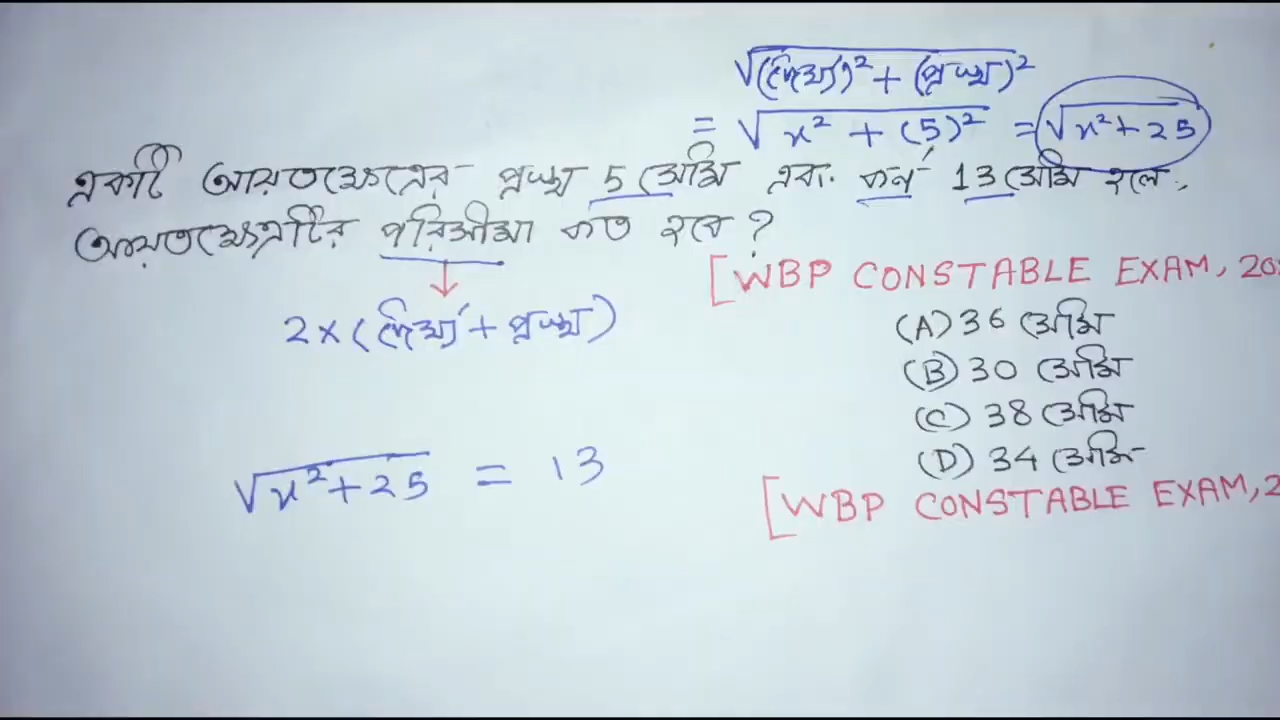 √(দৈর্ঘ্য)² + (প্রস্থ)²
= √x² + (5)² = √x² + 25
একটি আয়তক্ষেত্রের প্রস্থ 5 সেমি এবং কর্ণ 13 সেমি হলে,
আয়তক্ষেত্রটির পরিসীমা কত হবে ?
[WBP CONSTABLE EXAM, 20
2 × (দৈর্ঘ্য + প্রস্থ)
(A) 36 সেমি
(B) 30 সেমি
(C) 38 সেমি
(D) 34 সেমি
√x² + 25 = 13
[WBP CONSTABLE EXAM, 2